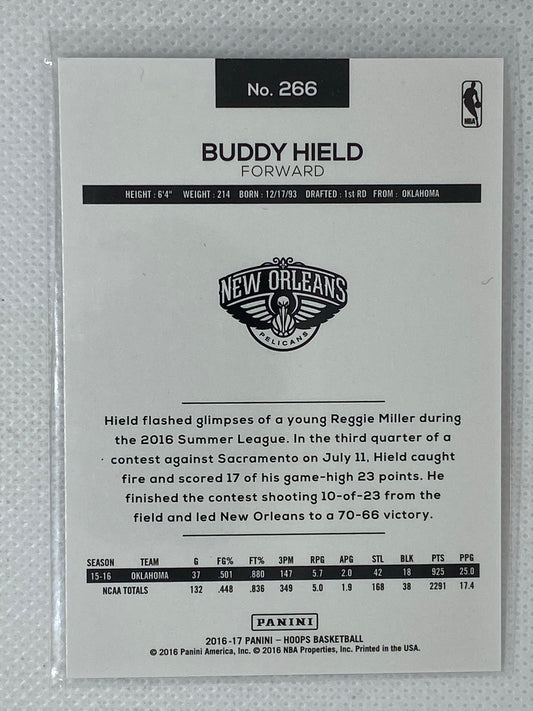 No. 266
NBA
BUDDY HIELD
FORWARD
HEIGHT : 6'4" WEIGHT : 214 BORN : 12/17/93 DRAFTED : 1st RD FROM : OKLAHOMA
NEW ORLEANS
PELICANS
Hield flashed glimpses of a young Reggie Miller during
the 2016 Summer League. In the third quarter of a
contest against Sacramento on July 11, Hield caught
fire and scored 17 of his game-high 23 points. He
finished the contest shooting 10-of-23 from the
field and led New Orleans to a 70-66 victory.
SEASON TEAM G FG% FT% 3PM RPG APG STL BLK PTS PPG
15-16 OKLAHOMA 37 .501 .880 147 5.7 2.0 42 18 925 25.0
NCAA TOTALS 132 .448 .836 349 5.0 1.9 168 38 2291 17.4
PANINI
2016-17 PANINI – HOOPS BASKETBALL
© 2016 Panini America, Inc. © 2016 NBA Properties, Inc. Printed in the USA.